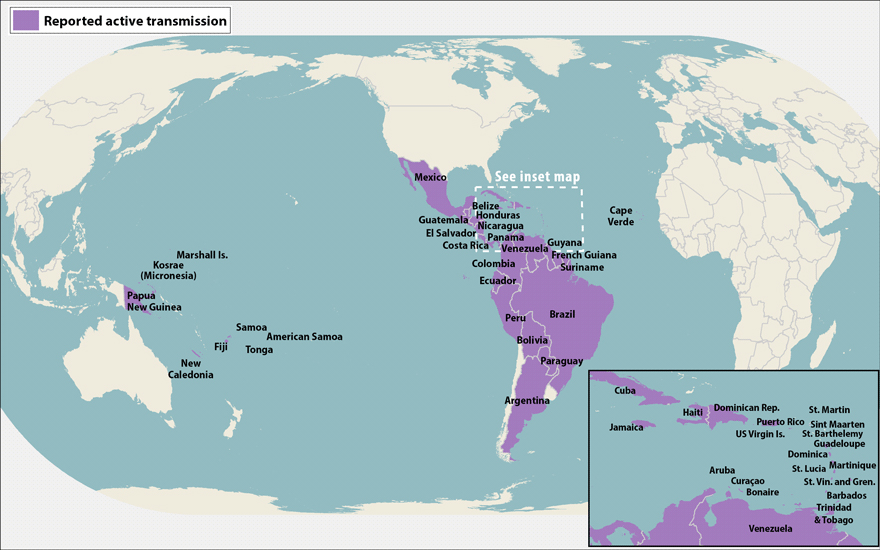 Reported active transmission
See inset map
Mexico
Belize
Honduras
Guatemala
Nicaragua
El Salvador
Panama
Costa Rica
Venezuela
Guyana
French Guiana
Suriname
Colombia
Ecuador
Peru
Brazil
Bolivia
Paraguay
Argentina
Cape
Verde
Marshall Is.
Kosrae
(Micronesia)
Papua
New Guinea
Samoa
American Samoa
Fiji
Tonga
New
Caledonia
Cuba
Haiti
Dominican Rep.
St. Martin
Jamaica
Puerto Rico
Sint Maarten
US Virgin Is.
St. Barthelemy
Guadeloupe
Dominica
Martinique
Aruba
St. Lucia
Curaçao
St. Vin. and Gren.
Bonaire
Barbados
Trinidad
& Tobago
Venezuela